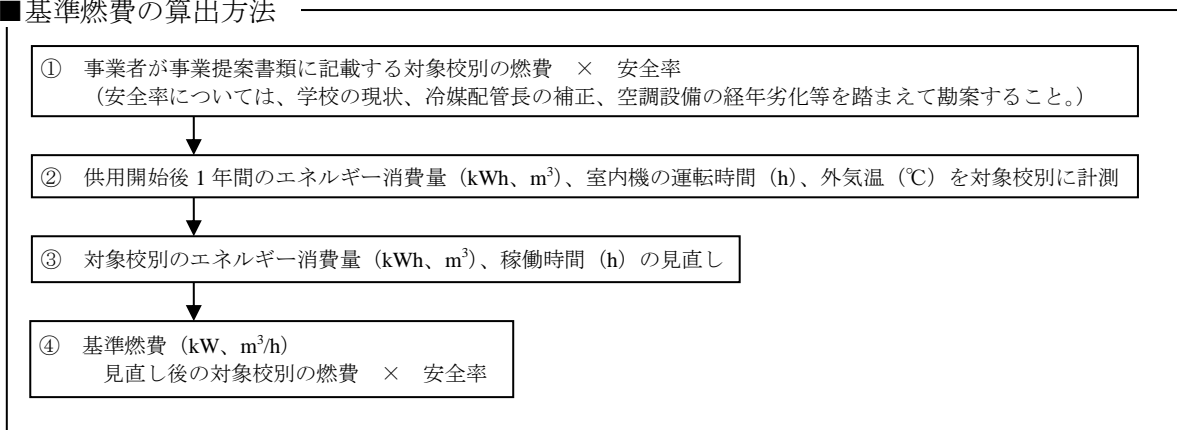 ■基準燃費の算出方法
① 事業者が事業提案書類に記載する対象校別の燃費 × 安全率
（安全率については、学校の現状、冷媒配管長の補正、空調設備の経年劣化等を踏まえて勘案すること。）
② 供用開始後 1 年間のエネルギー消費量（kWh、m³）、室内機の運転時間（h）、外気温（℃）を対象校別に計測
③ 対象校別のエネルギー消費量（kWh、m³）、稼働時間（h）の見直し
④ 基準燃費（kW、m³/h）
見直し後の対象校別の燃費 × 安全率